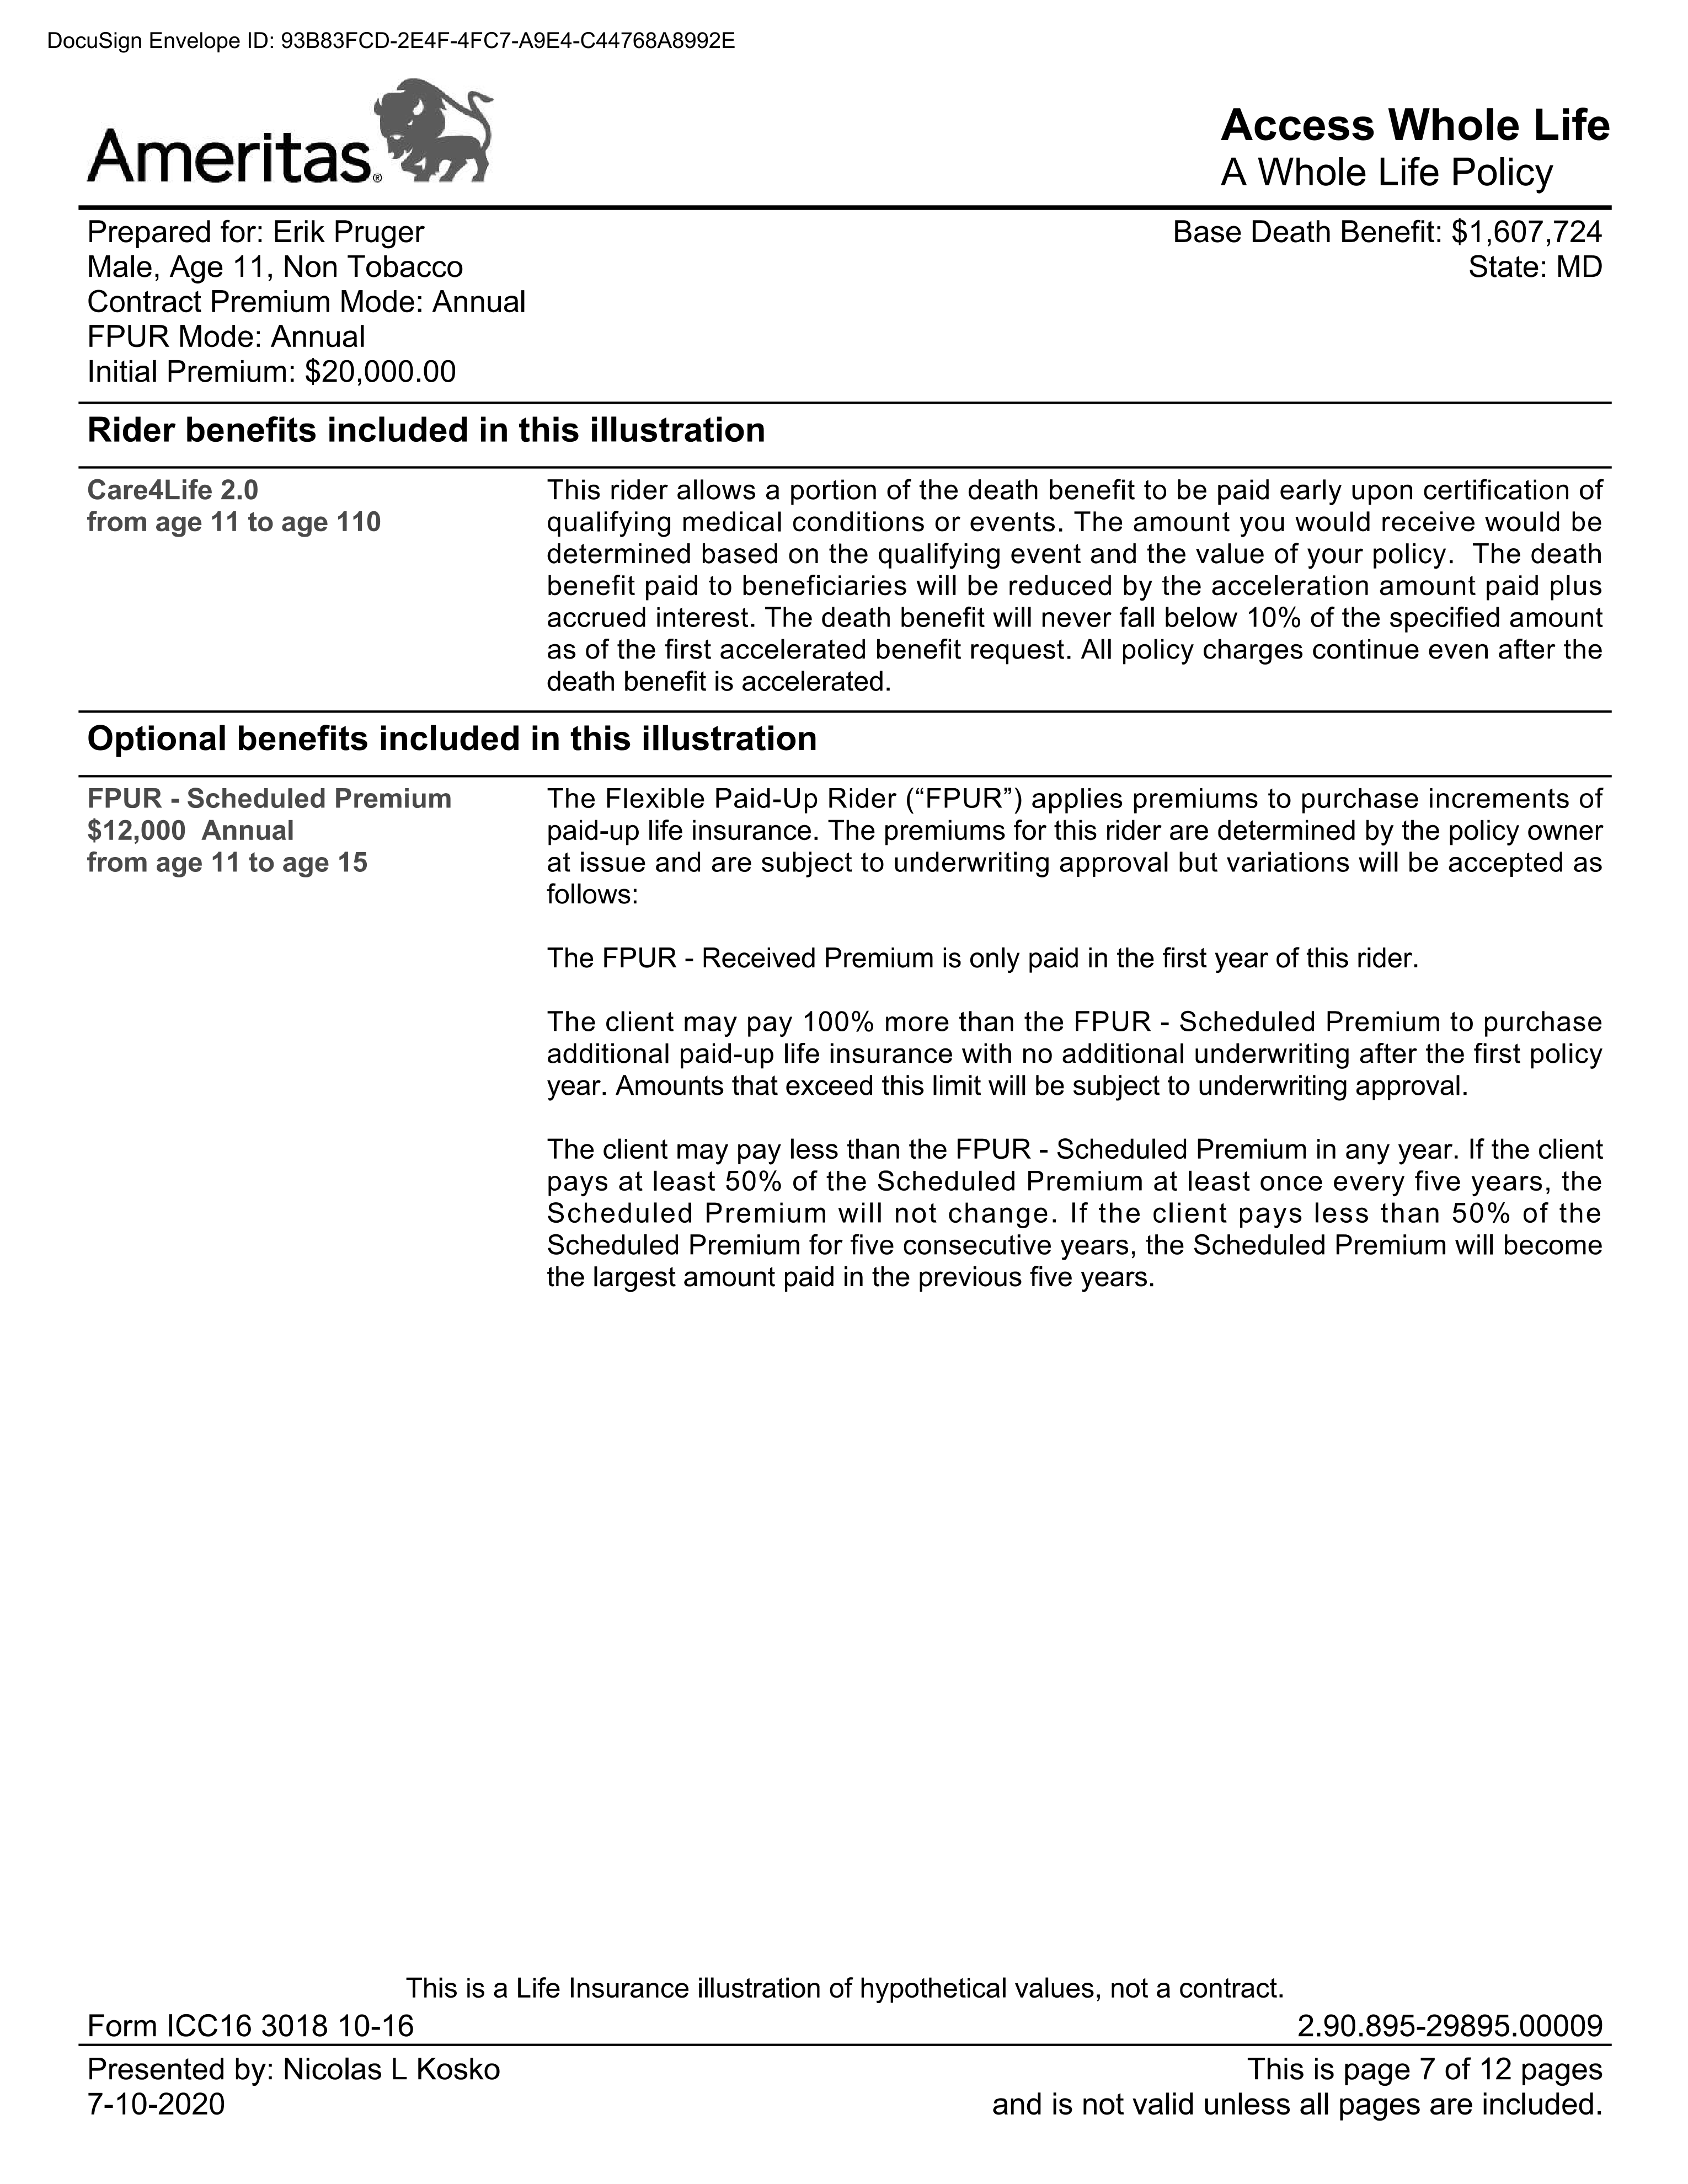 DocuSign Envelope ID: 93B83FCD-2E4F-4FC7-A9E4-C44768A8992E
Ameritas®
Access Whole Life
A Whole Life Policy
Prepared for: Erik Pruger
Base Death Benefit: $1,607,724
Male, Age 11, Non Tobacco
State: MD
Contract Premium Mode: Annual
FPUR Mode: Annual
Initial Premium: $20,000.00
Rider benefits included in this illustration
Care4Life 2.0
from age 11 to age 110
This rider allows a portion of the death benefit to be paid early upon certification of
qualifying medical conditions or events. The amount you would receive would be
determined based on the qualifying event and the value of your policy.  The death
benefit paid to beneficiaries will be reduced by the acceleration amount paid plus
accrued interest. The death benefit will never fall below 10% of the specified amount
as of the first accelerated benefit request. All policy charges continue even after the
death benefit is accelerated.
Optional benefits included in this illustration
FPUR - Scheduled Premium
$12,000  Annual
from age 11 to age 15
The Flexible Paid-Up Rider (“FPUR”) applies premiums to purchase increments of
paid-up life insurance. The premiums for this rider are determined by the policy owner
at issue and are subject to underwriting approval but variations will be accepted as
follows:
The FPUR - Received Premium is only paid in the first year of this rider.
The client may pay 100% more than the FPUR - Scheduled Premium to purchase
additional paid-up life insurance with no additional underwriting after the first policy
year. Amounts that exceed this limit will be subject to underwriting approval.
The client may pay less than the FPUR - Scheduled Premium in any year. If the client
pays at least 50% of the Scheduled Premium at least once every five years, the
Scheduled Premium will not change. If the client pays less than 50% of the
Scheduled Premium for five consecutive years, the Scheduled Premium will become
the largest amount paid in the previous five years.
This is a Life Insurance illustration of hypothetical values, not a contract.
Form ICC16 3018 10-16
2.90.895-29895.00009
Presented by: Nicolas L Kosko
This is page 7 of 12 pages
7-10-2020
and is not valid unless all pages are included.